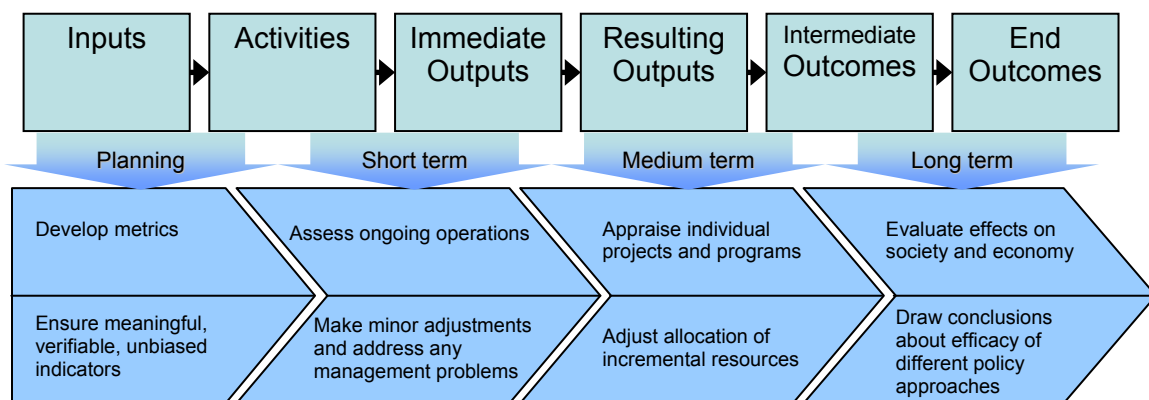 Inputs
Activities
Immediate
Outputs
Resulting
Outputs
Intermediate
Outcomes
End
Outcomes
Planning
Short term
Medium term
Long term
Develop metrics
Assess ongoing operations
Appraise individual
projects and programs
Evaluate effects on
society and economy
Ensure meaningful,
verifiable, unbiased
indicators
Make minor adjustments
and address any
management problems
Adjust allocation of
incremental resources
Draw conclusions
about efficacy of
different policy
approaches